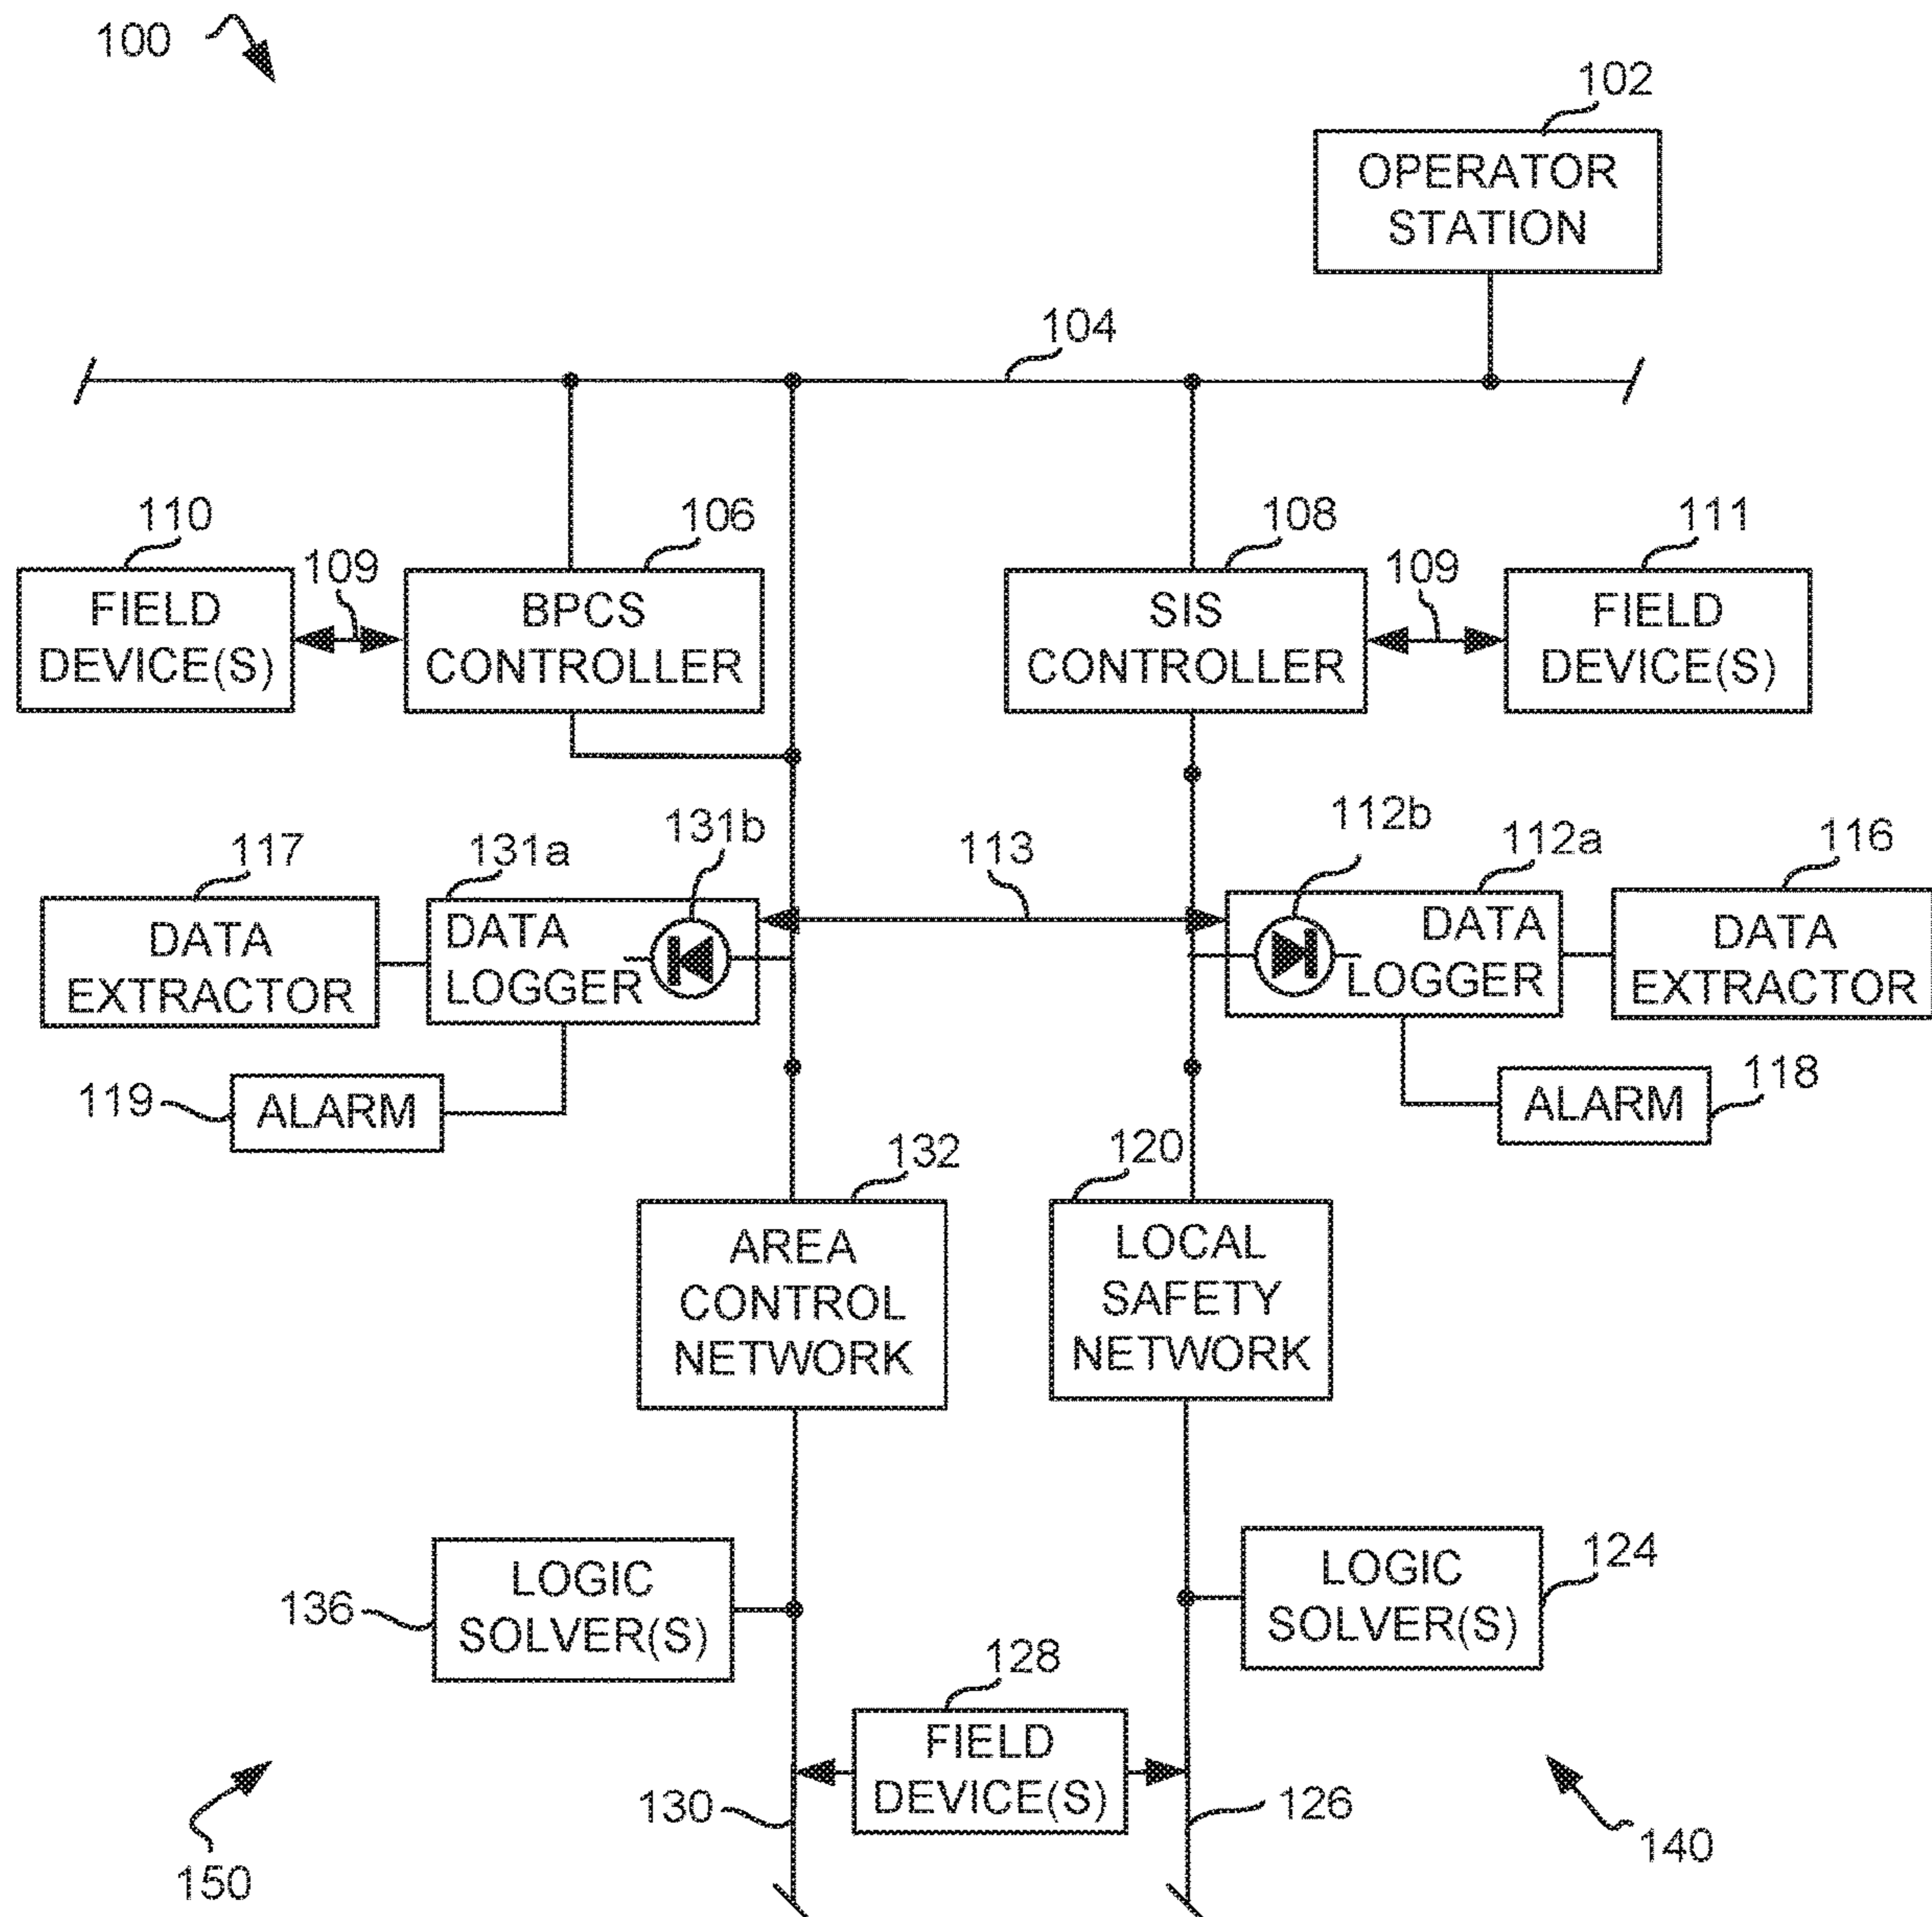 100
102
OPERATOR
STATION
104
110
106
108
111
109
109
FIELD
DEVICE(S)
BPCS
CONTROLLER
SIS
CONTROLLER
FIELD
DEVICE(S)
117
131a
131b
113
112b
112a
116
DATA
EXTRACTOR
DATA
LOGGER
DATA
LOGGER
DATA
EXTRACTOR
119
ALARM
ALARM
118
132
120
AREA
CONTROL
NETWORK
LOCAL
SAFETY
NETWORK
136
LOGIC
SOLVER(S)
LOGIC
SOLVER(S)
124
128
FIELD
DEVICE(S)
130
126
150
140